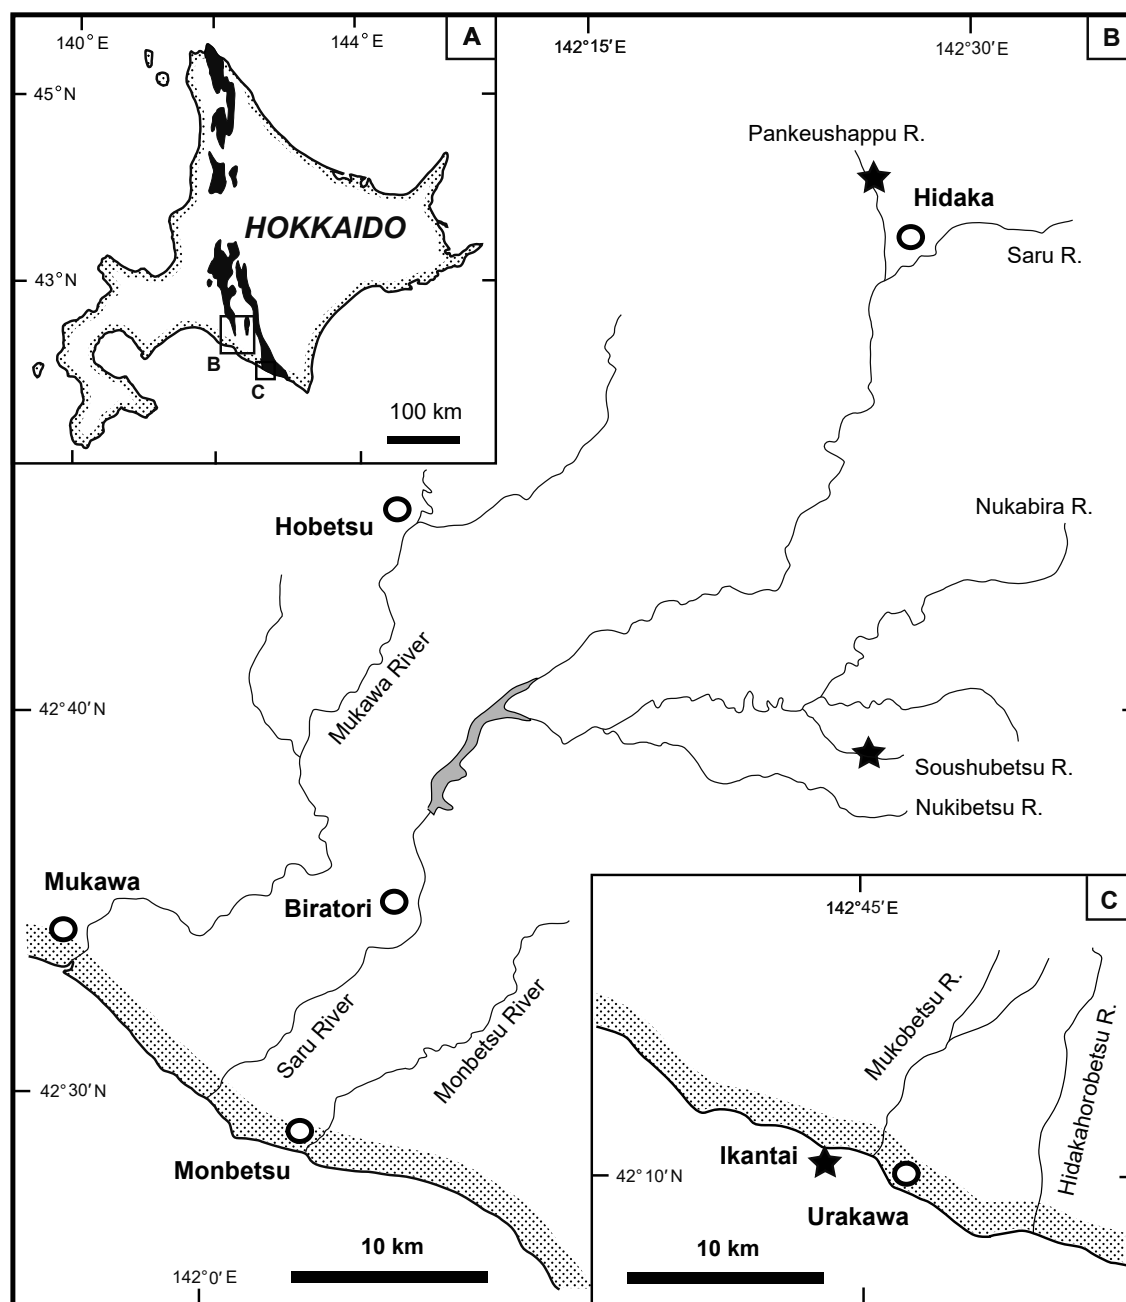 140° E
144° E
A
142°15′E
142°30′E
B
45°N
Pankeushappu R.
Hidaka
HOKKAIDO
Saru R.
43°N
B
C
100 km
Nukabira R.
Hobetsu
Mukawa River
42°40′N
Soushubetsu R.
Nukibetsu R.
Mukawa
Biratori
142°45′E
C
Saru River
Monbetsu River
Mukobetsu R.
Hidakahorobetsu R.
42°30′N
Monbetsu
Ikantai
42°10′N
Urakawa
10 km
10 km
142°0′E